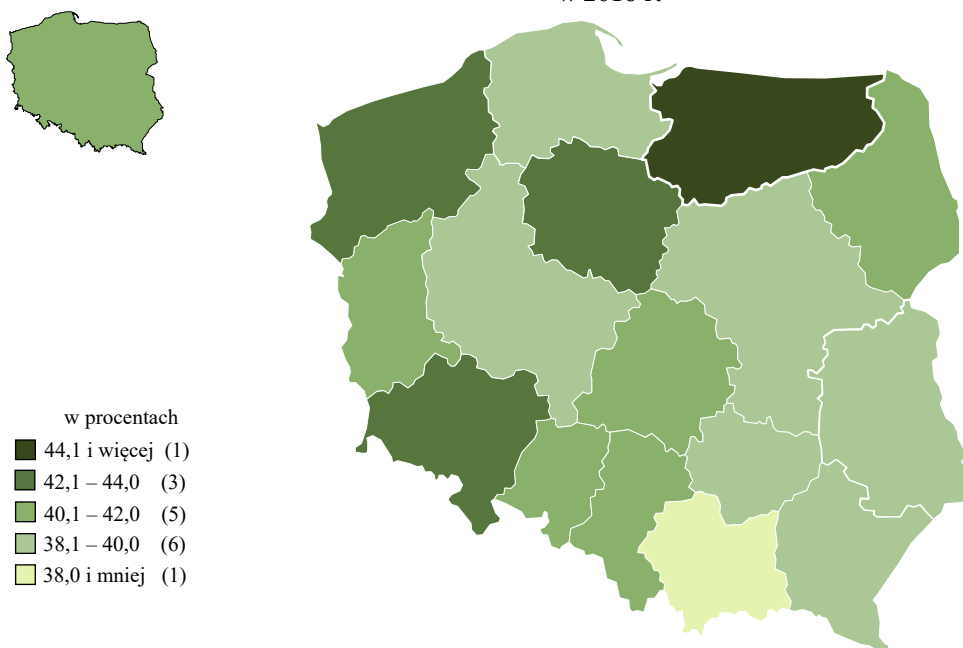 w procentach
44,1 i więcej (1)
42,1 – 44,0 (3)
40,1 – 42,0 (5)
38,1 – 40,0 (6)
38,0 i mniej (1)